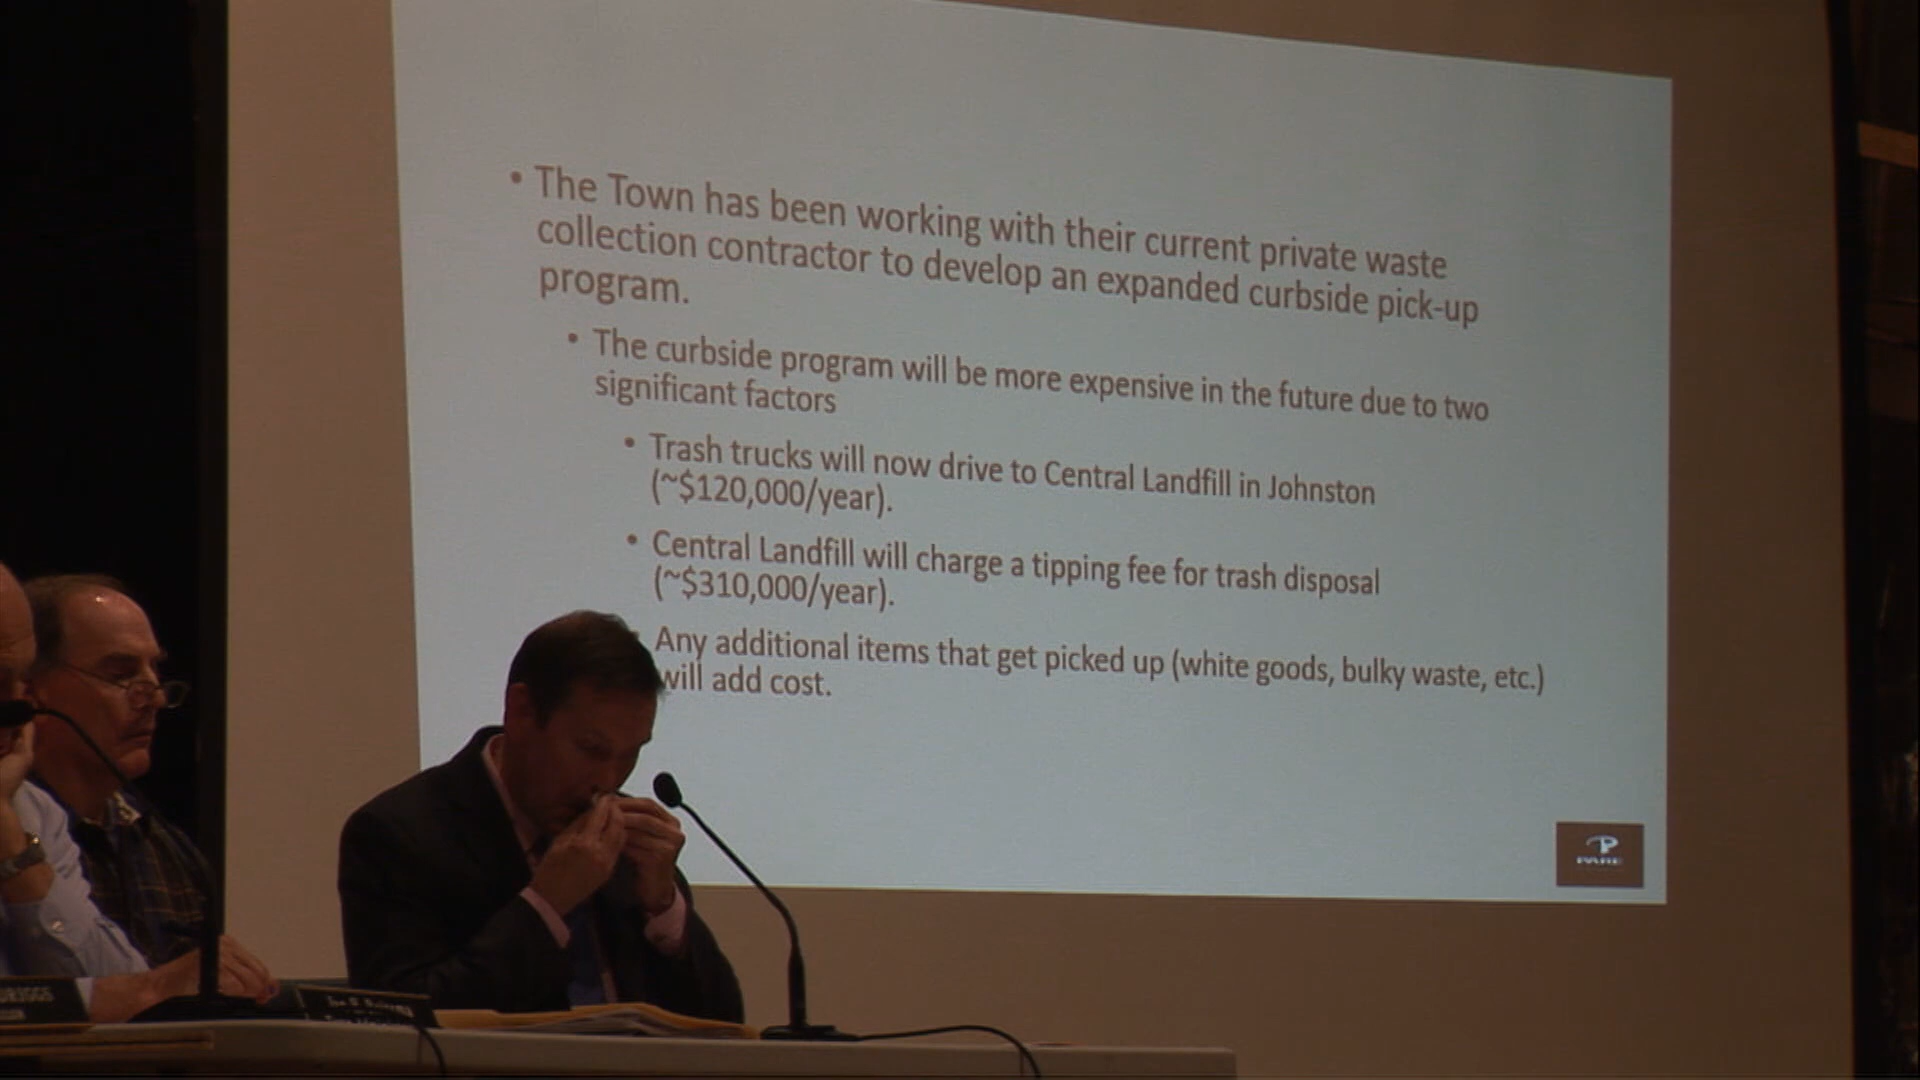 • The Town has been working with their current private waste
collection contractor to develop an expanded curbside pick-up
program.
• The curbside program will be more expensive in the future due to two
significant factors
• Trash trucks will now drive to Central Landfill in Johnston
(~$120,000/year).
• Central Landfill will charge a tipping fee for trash disposal
(~$310,000/year).
Any additional items that get picked up (white goods, bulky waste, etc.)
will add cost.
PARE